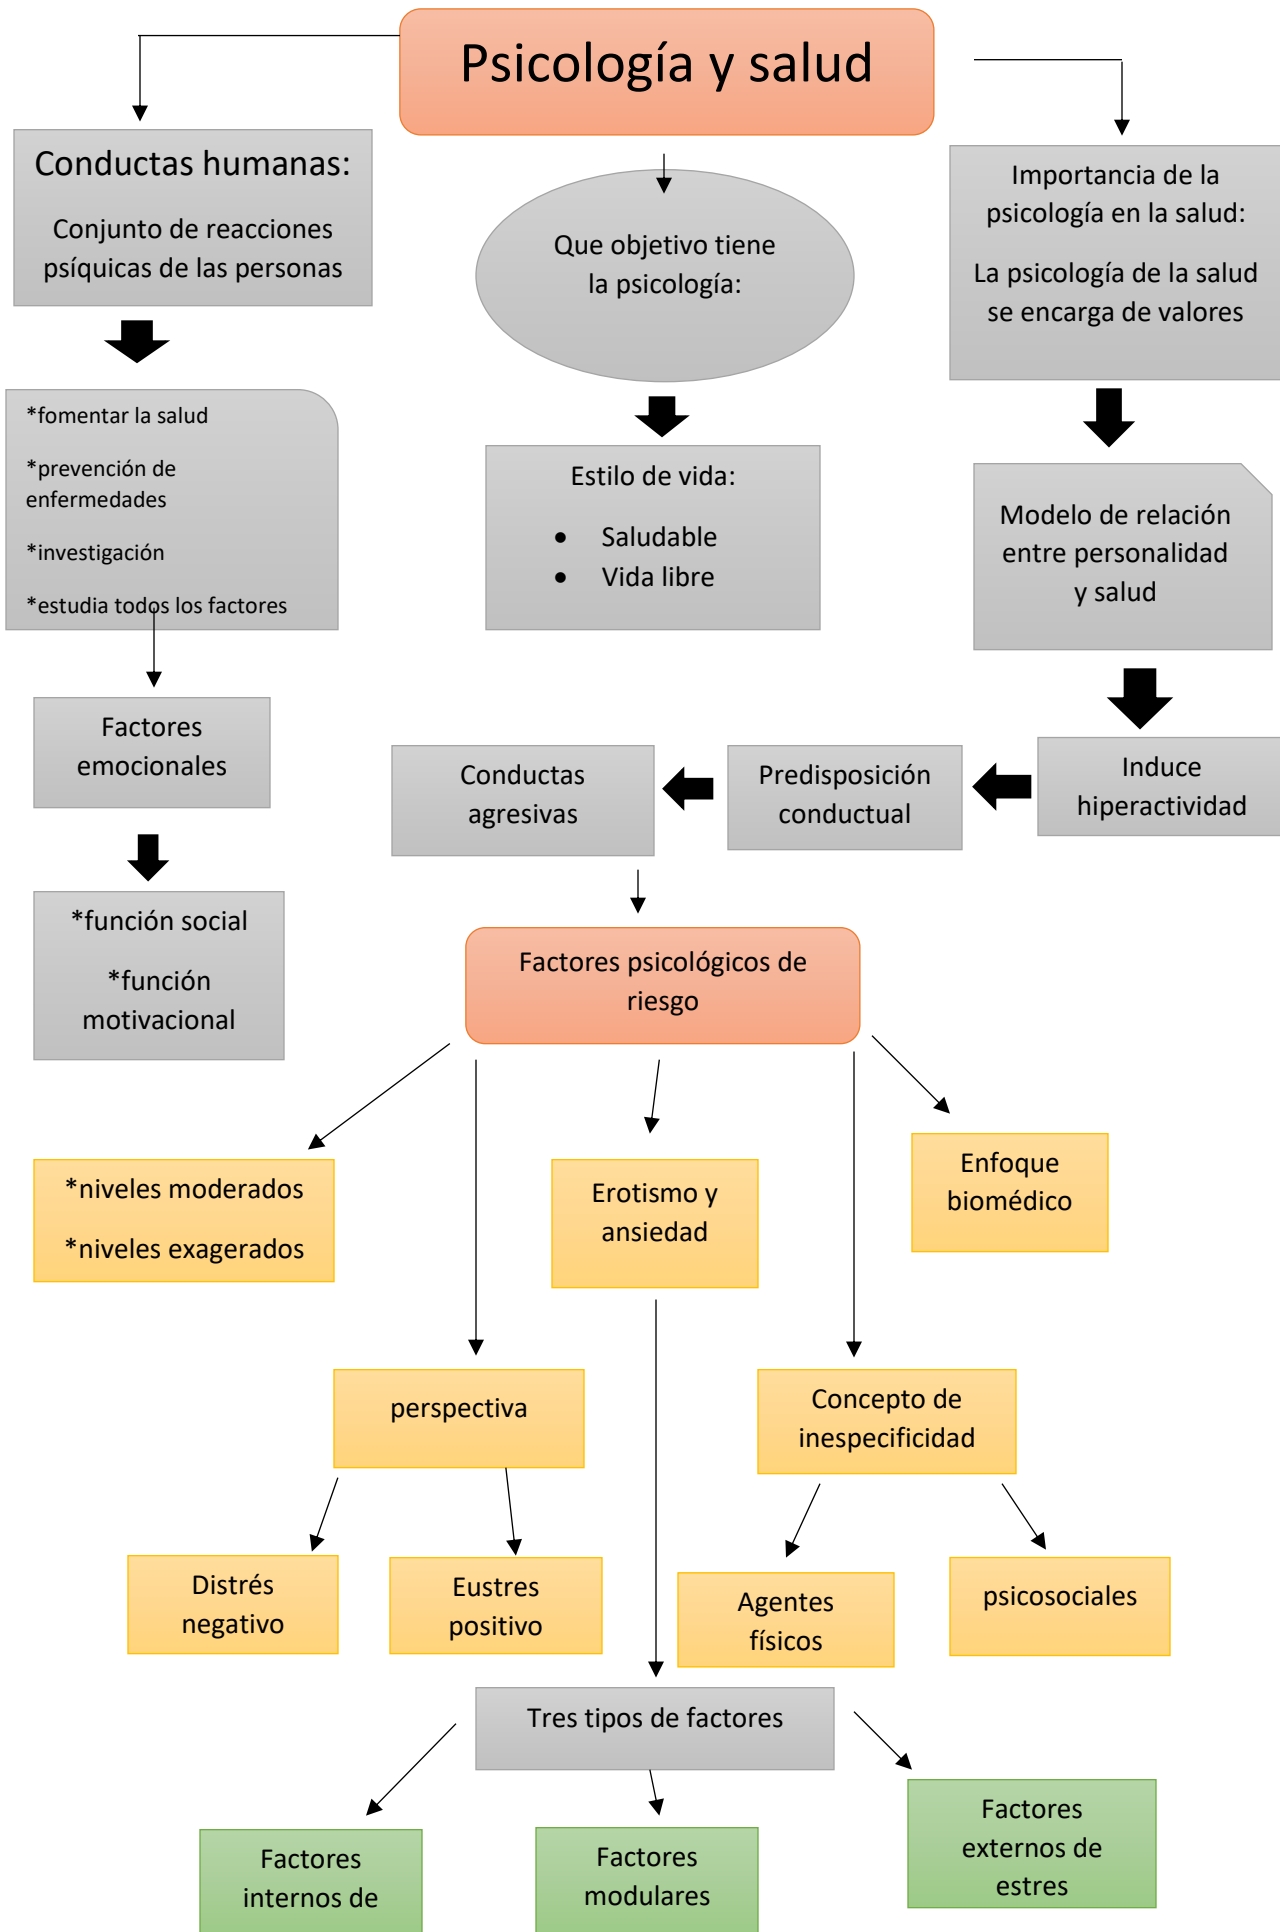 Psicología y salud
Conductas humanas:
Conjunto de reacciones
psíquicas de las personas
Que objetivo tiene
la psicología:
Importancia de la
psicología en la salud:
La psicología de la salud
se encarga de valores
*fomentar la salud
*prevención de
enfermedades
*investigación
*estudia todos los factores
Estilo de vida:
• Saludable
• Vida libre
Modelo de relación
entre personalidad
y salud
Factores
emocionales
Conductas
agresivas
Predisposición
conductual
Induce
hiperactividad
*función social
*función
motivacional
Factores psicológicos de
riesgo
*niveles moderados
*niveles exagerados
Erotismo y
ansiedad
Enfoque
biomédico
perspectiva
Concepto de
inespecificidad
Distrés
negativo
Eustres
positivo
Agentes
físicos
psicosociales
Tres tipos de factores
Factores
internos de
Factores
modulares
Factores
externos de
estres